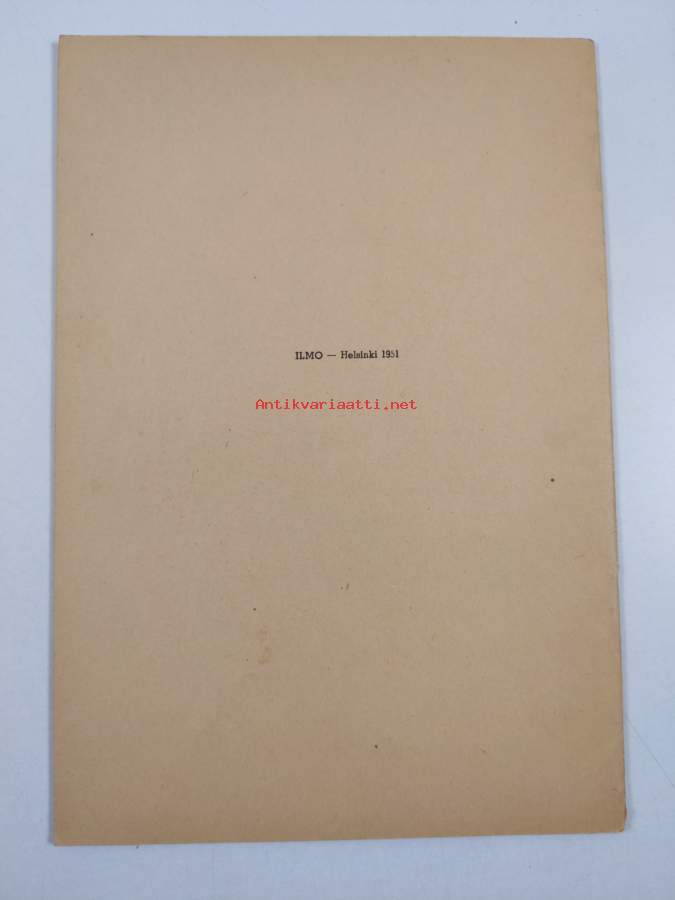 ILMO — Helsinki 1951
Antikvariaatti.net